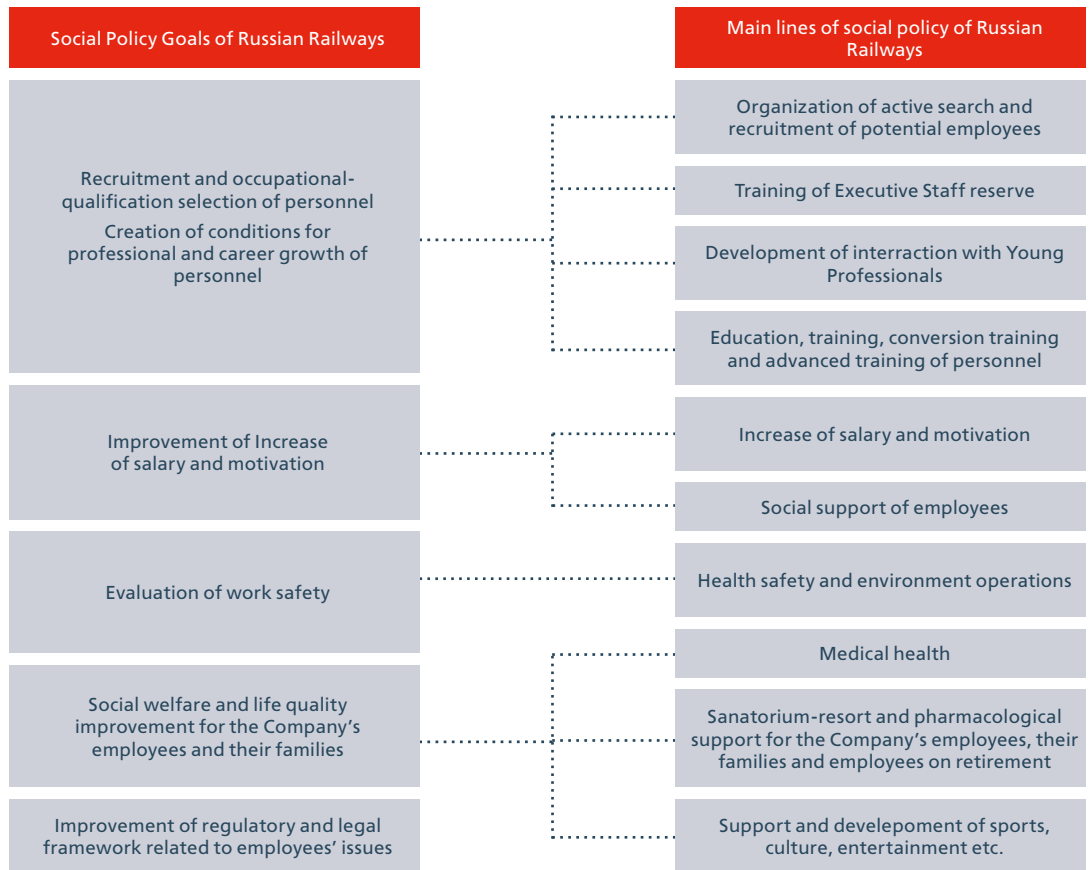 Social Policy Goals of Russian Railways
Main lines of social policy of Russian
Railways
Recruitment and occupational-
qualification selection of personnel
Creation of conditions for
professional and career growth of
personnel
Organization of active search and
recruitment of potential employees
Training of Executive Staff reserve
Development of interraction with Young
Professionals
Education, training, conversion training
and advanced training of personnel
Improvement of Increase
of salary and motivation
Increase of salary and motivation
Social support of employees
Evaluation of work safety
Health safety and environment operations
Social welfare and life quality
improvement for the Company’s
employees and their families
Medical health
Sanatorium-resort and pharmacological
support for the Company’s employees, their
families and employees on retirement
Improvement of regulatory and legal
framework related to employees’ issues
Support and develepoment of sports,
culture, entertainment etc.